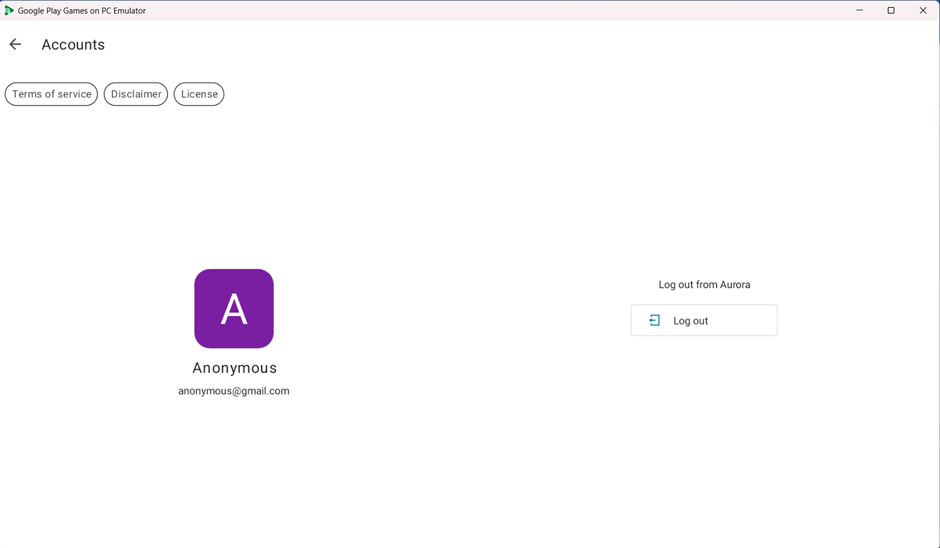 Google Play Games on PC Emulator
Accounts
Terms of service Disclaimer License
A
Anonymous
anonymous@gmail.com
Log out from Aurora
Log out